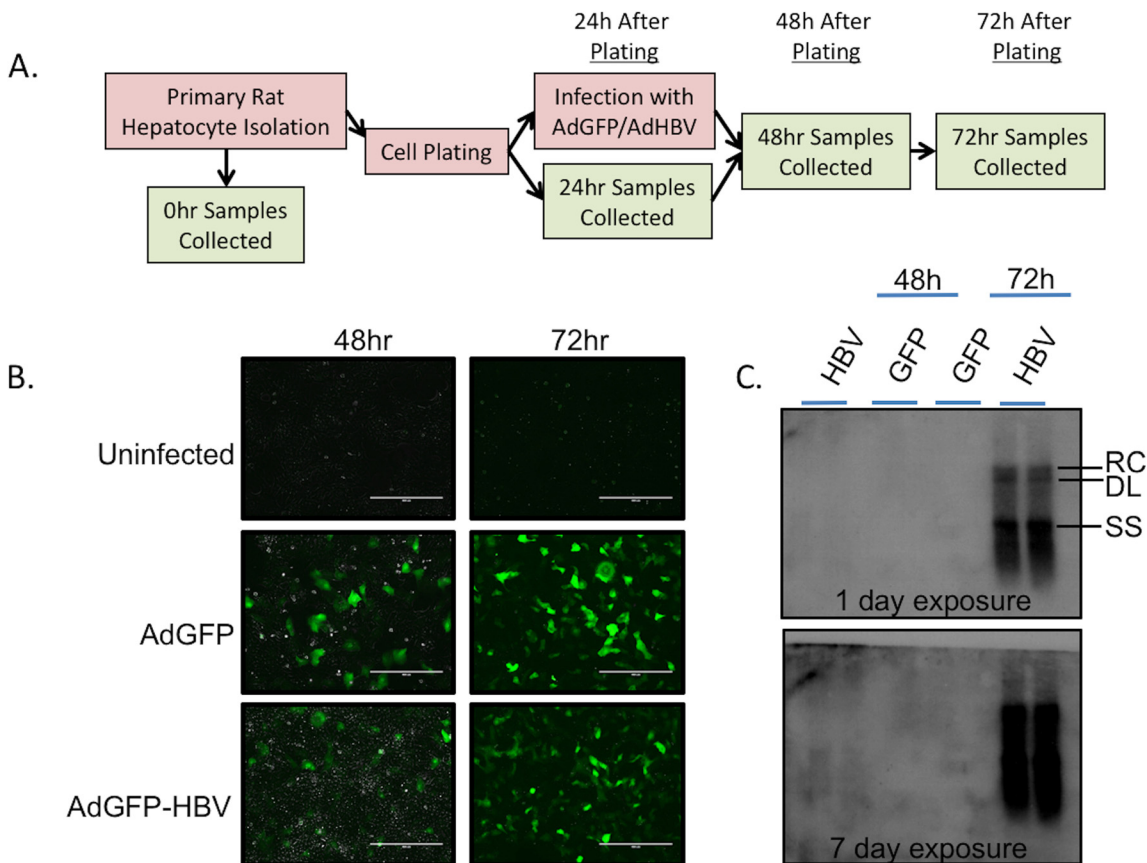 A.
24h After
Plating
48h After
Plating
72h After
Plating
Primary Rat
Hepatocyte Isolation
0hr Samples
Collected
Cell Plating
Infection with
AdGFP/AdHBV
24hr Samples
Collected
48hr Samples
Collected
72hr Samples
Collected
B.
48hr
72hr
Uninfected
AdGFP
AdGFP-HBV
C.
48h
72h
HBV
GFP
GFP
HBV
RC
DL
SS
1 day exposure
7 day exposure